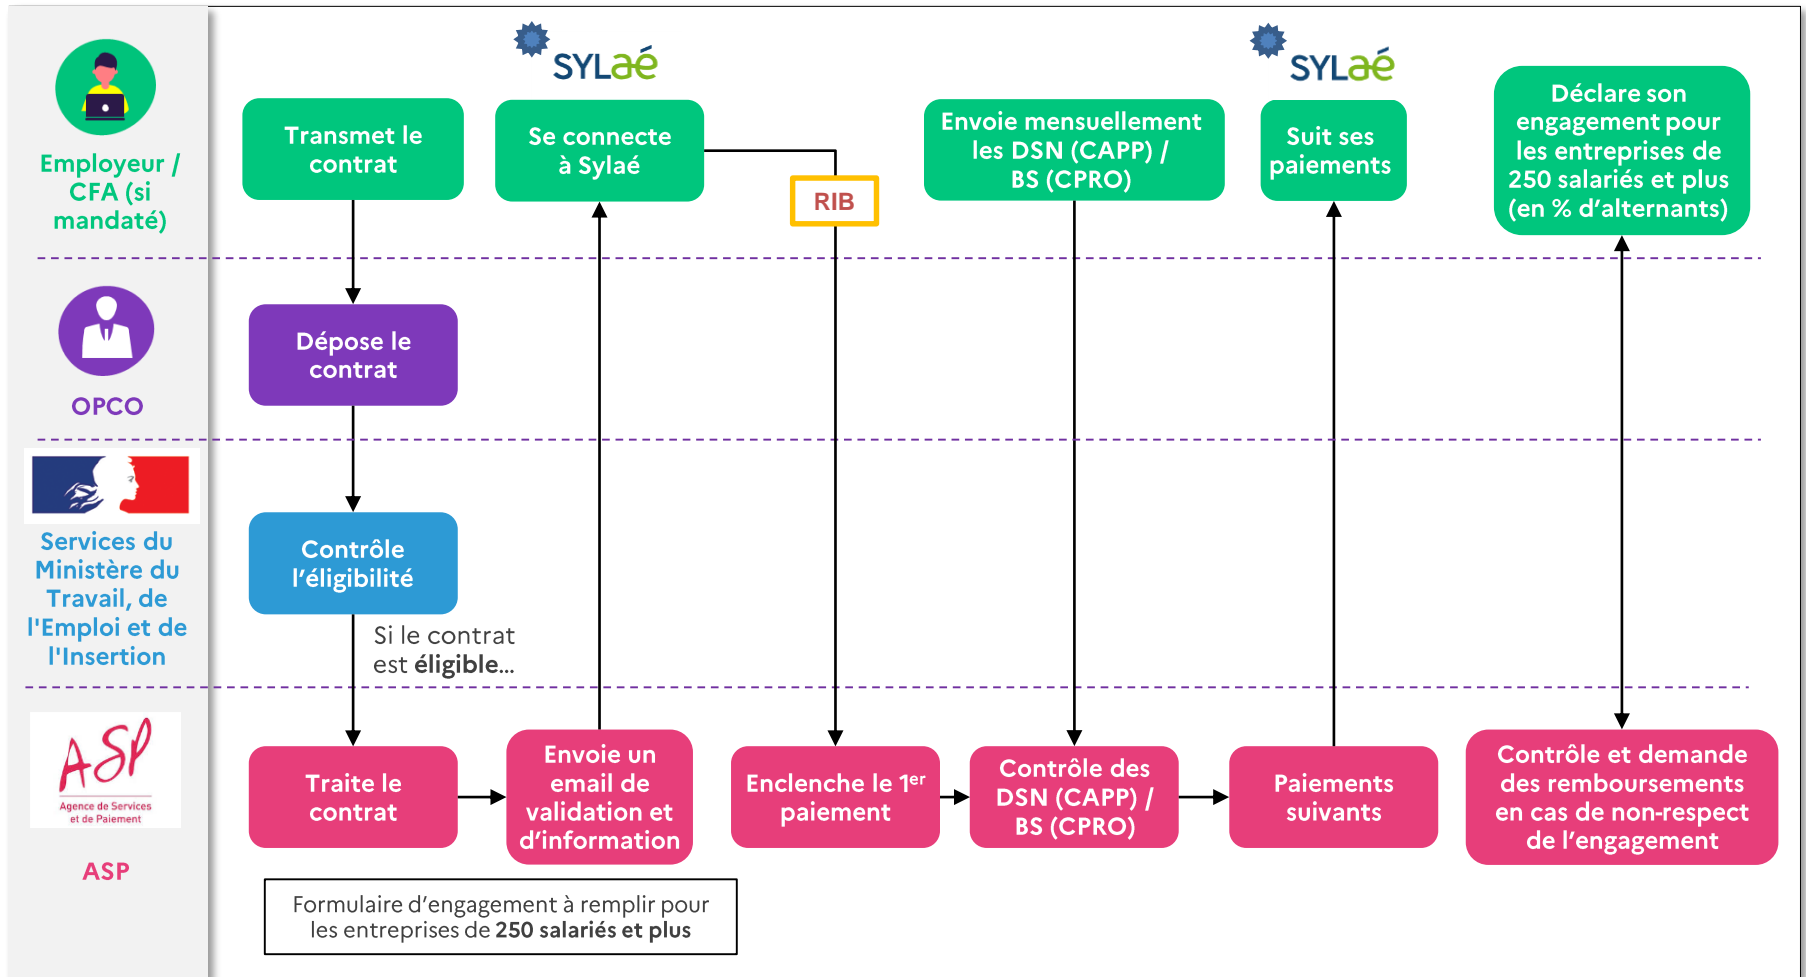 SYLaé
SYLaé
Employeur /
CFA (si
mandaté)
Transmet le
contrat
Se connecte
à Sylaé
RIB
Envoie mensuellement
les DSN (CAPP) /
BS (CPRO)
Suit ses
paiements
Déclare son
engagement pour
les entreprises de
250 salariés et plus
(en % d’alternants)
OPCO
Dépose le
contrat
Services du
Ministère du
Travail, de
l'Emploi et de
l'Insertion
Contrôle
l’éligibilité
Si le contrat
est éligible...
ASP
Agence de Services
et de Paiement
ASP
Traite le
contrat
Envoie un
email de
validation et
d’information
Enclenche le 1er
paiement
Contrôle des
DSN (CAPP) /
BS (CPRO)
Paiements
suivants
Contrôle et demande
des remboursements
en cas de non-respect
de l’engagement
Formulaire d’engagement à remplir pour
les entreprises de 250 salariés et plus